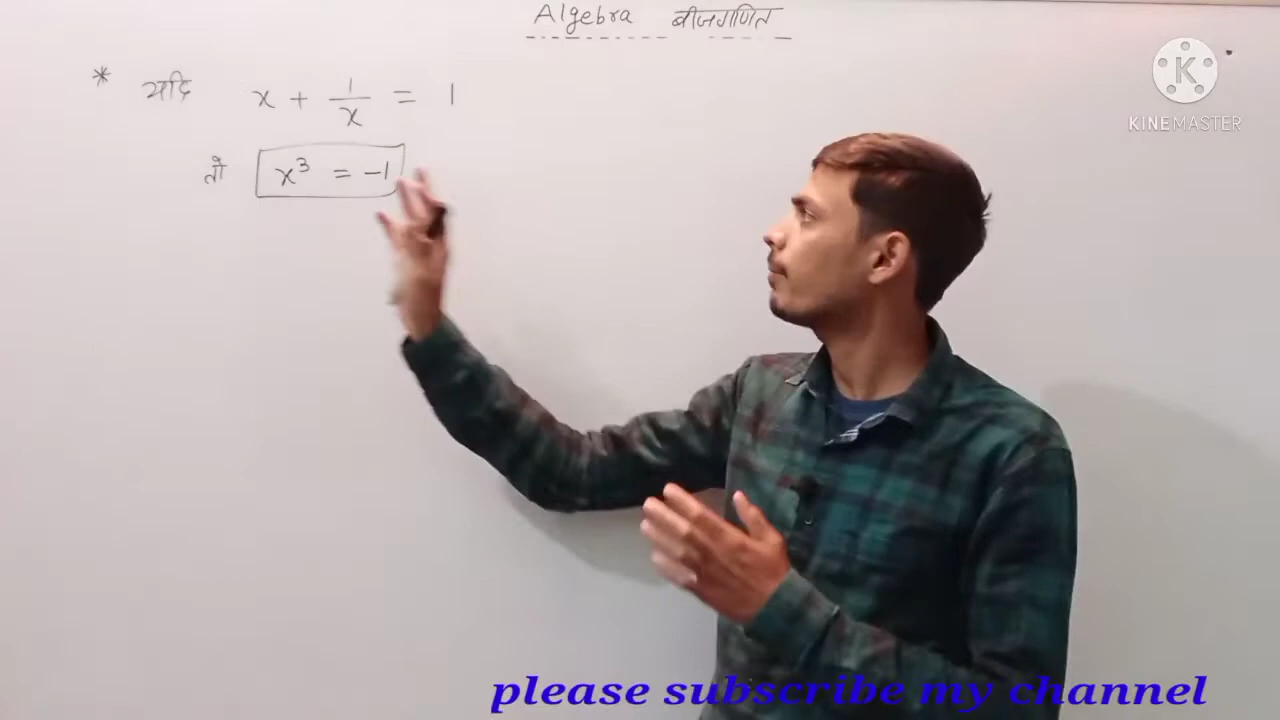 Algebra बीजगणित
* यदि x + 1/x = 1
तो x³ = -1
K
KINEMASTER
please subscribe my channel